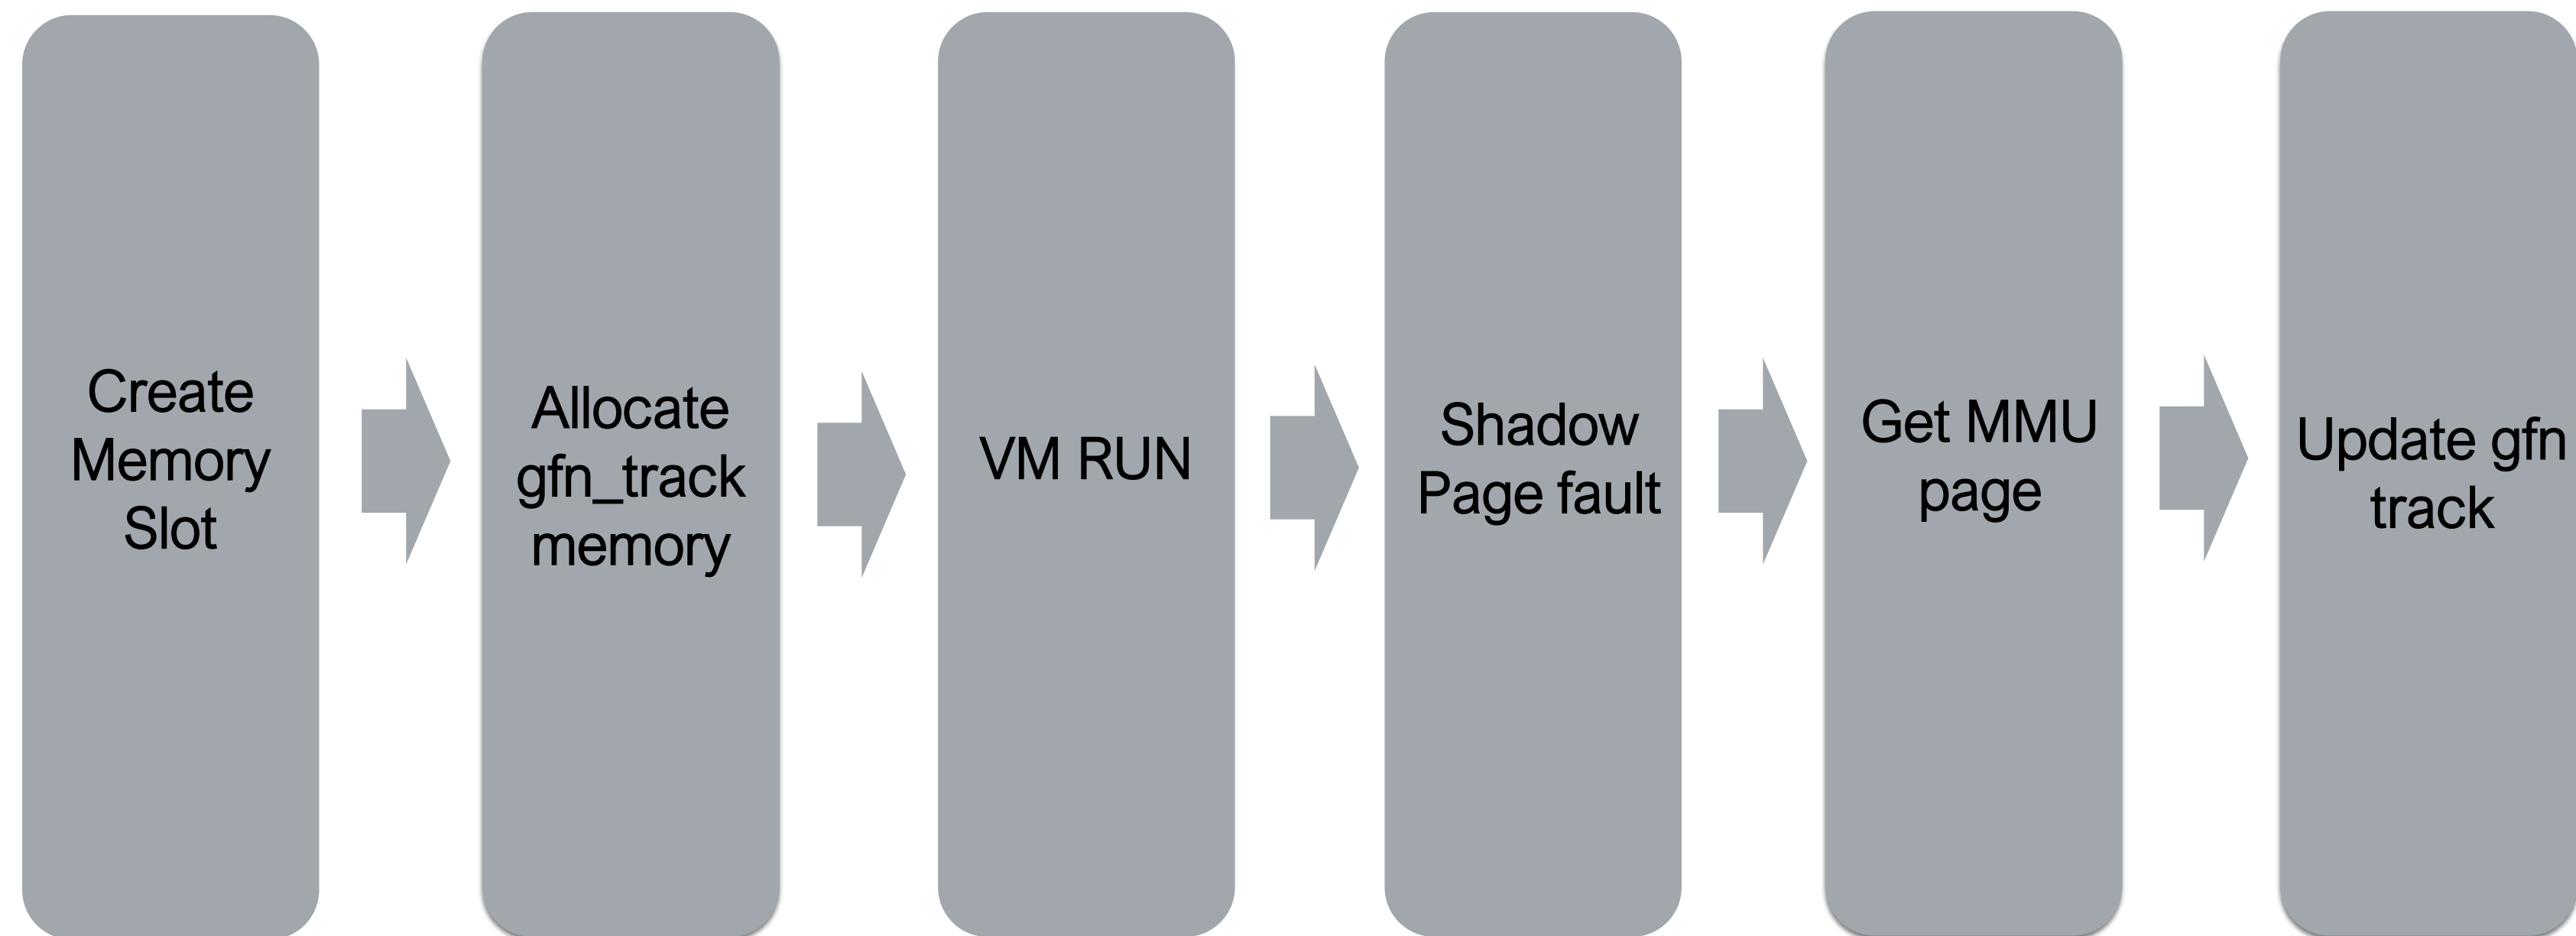 Create
Memory
Slot
Allocate
gfn_track
memory
VM RUN
Shadow
Page fault
Get MMU
page
Update gfn
track